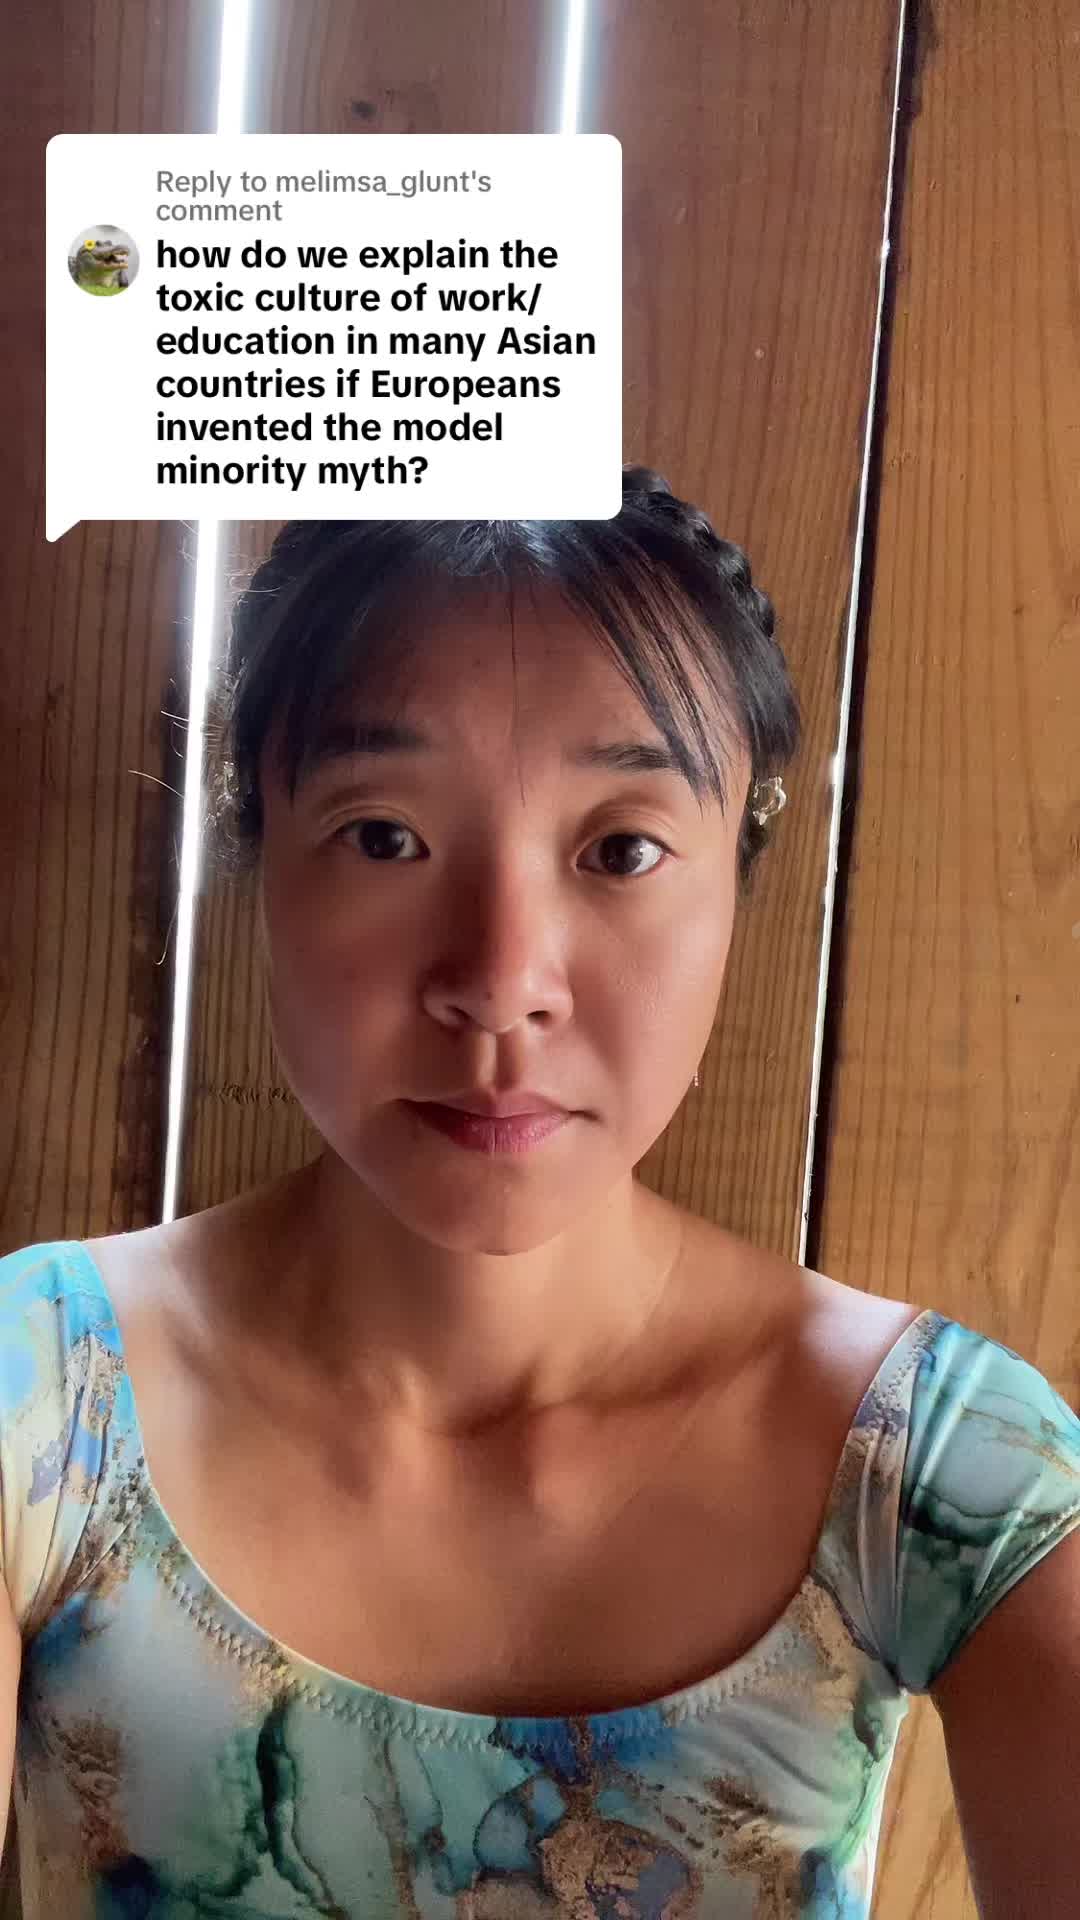 Reply to melimsa_glunt's
comment
how do we explain the
toxic culture of work/
education in many Asian
countries if Europeans
invented the model
minority myth?